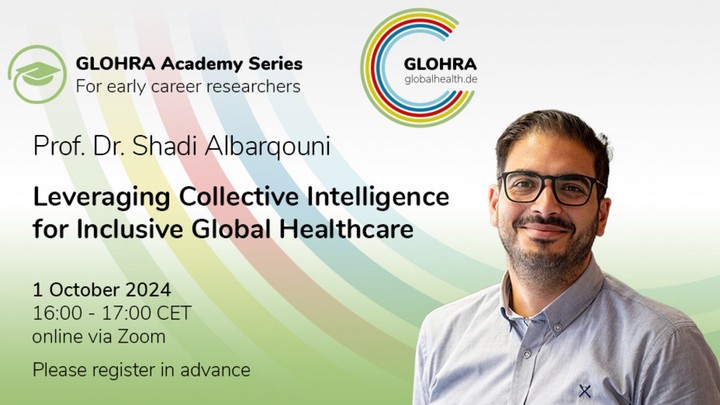 GLOHRA Academy Series
For early career researchers
GLOHRA
globalhealth.de
Prof. Dr. Shadi Albarqouni
Leveraging Collective Intelligence
for Inclusive Global Healthcare
1 October 2024
16:00 - 17:00 CET
online via Zoom
Please register in advance